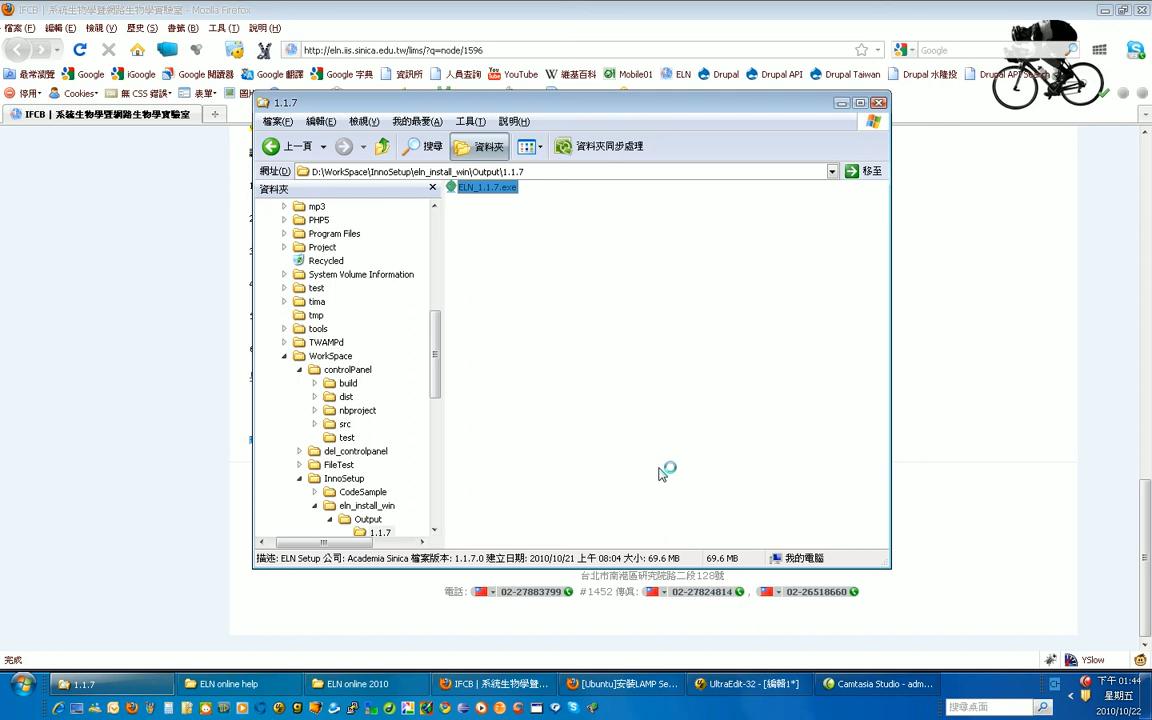 IFCB | 系統生物學暨網路生物學實驗室 - Mozilla Firefox
檔案(F) 編輯(E) 檢視(V) 歷史(S) 書籤(B) 工具(T) 說明(H)
http://eln.iis.sinica.edu.tw/lims/?q=node/1596
Google
最常瀏覽 Google iGoogle Google 閱讀器 Google 翻譯 Google 字典 資訊所 人員查詢 YouTube 維基百科 Mobile01 ELN Drupal Drupal API Drupal Taiwan Drupal 水隆投 Drupal API Search
停用 Cookies 無 CSS 錯誤 表單 圖片
IFCB | 系統生物學暨網路生物學實驗室
1.1.7
檔案(F) 編輯(E) 檢視(V) 我的最愛(A) 工具(T) 說明(H)
上一頁 搜尋 資料夾 資料夾同步處理
網址(D) D:\WorkSpace\InnoSetup\eln_install_win\Output\1.1.7 移至
資料夾
ELN_1.1.7.exe
mp3
PHP5
Program Files
Project
Recycled
System Volume Information
test
tima
tmp
tools
TWAMPd
WorkSpace
controlPanel
build
dist
nbproject
src
test
del_controlpanel
FileTest
InnoSetup
CodeSample
eln_install_win
Output
1.1.7
描述: ELN Setup 公司: Academia Sinica 檔案版本: 1.1.7.0 建立日期: 2010/10/21 上午 08:04 大小: 69.6 MB 69.6 MB 我的電腦
台北市南港區研究院路二段128號
電話: 02-27883799 #1452 傳真: 02-27824814 , 02-26518660
完成 YSlow
1.1.7 ELN online help ELN online 2010 IFCB | 系統生物學... [Ubuntu]安裝LAMP Se... UltraEdit-32 - [編輯1*] Camtasia Studio - adm...
下午 01:44
星期五
2010/10/22
搜尋桌面